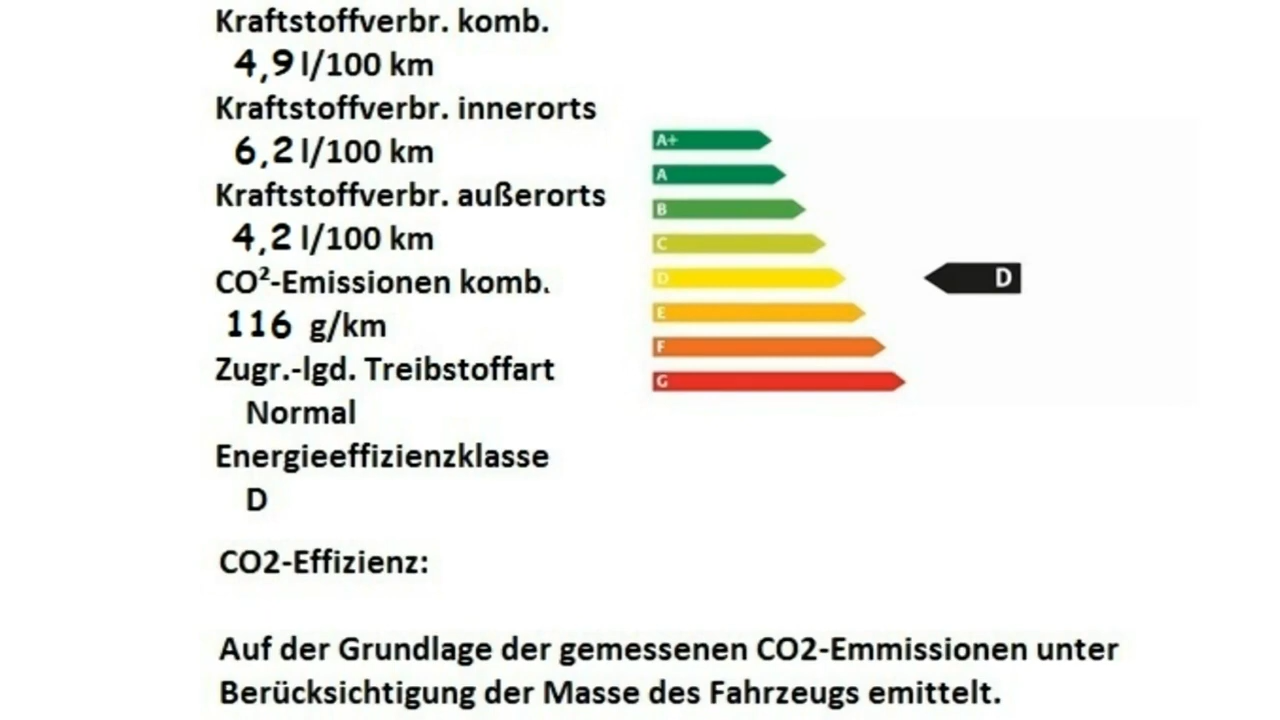 Kraftstoffverbr. komb.
4,9 l/100 km
Kraftstoffverbr. innerorts
6,2 l/100 km
Kraftstoffverbr. außerorts
4,2 l/100 km
CO²-Emissionen komb.
116 g/km
Zugr.-lgd. Treibstoffart
Normal
Energieeffizienzklasse
D
A+
A
B
C
D
D
E
F
G
CO2-Effizienz:
Auf der Grundlage der gemessenen CO2-Emmissionen unter
Berücksichtigung der Masse des Fahrzeugs emittelt.